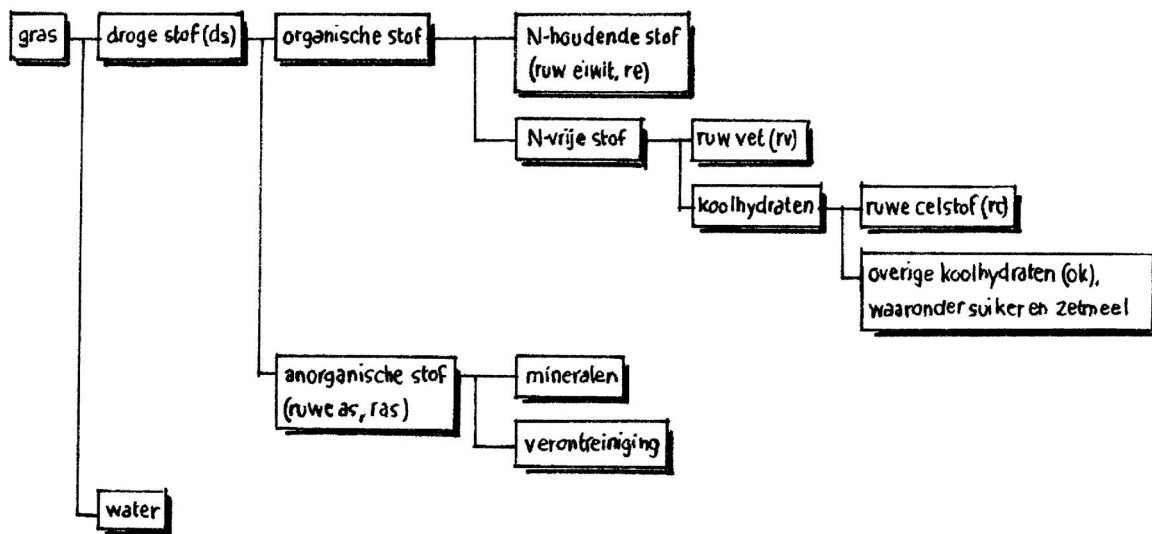 gras
droge stof (ds)
organische stof
N-houdende stof
(ruw eiwit, re)
N-vrije stof
ruw vet (rv)
koolhydraten
ruwe celstof (rc)
overige koolhydraten (ok),
waaronder suiker en zetmeel
anorganische stof
(ruwe as, ras)
mineralen
verontreiniging
water